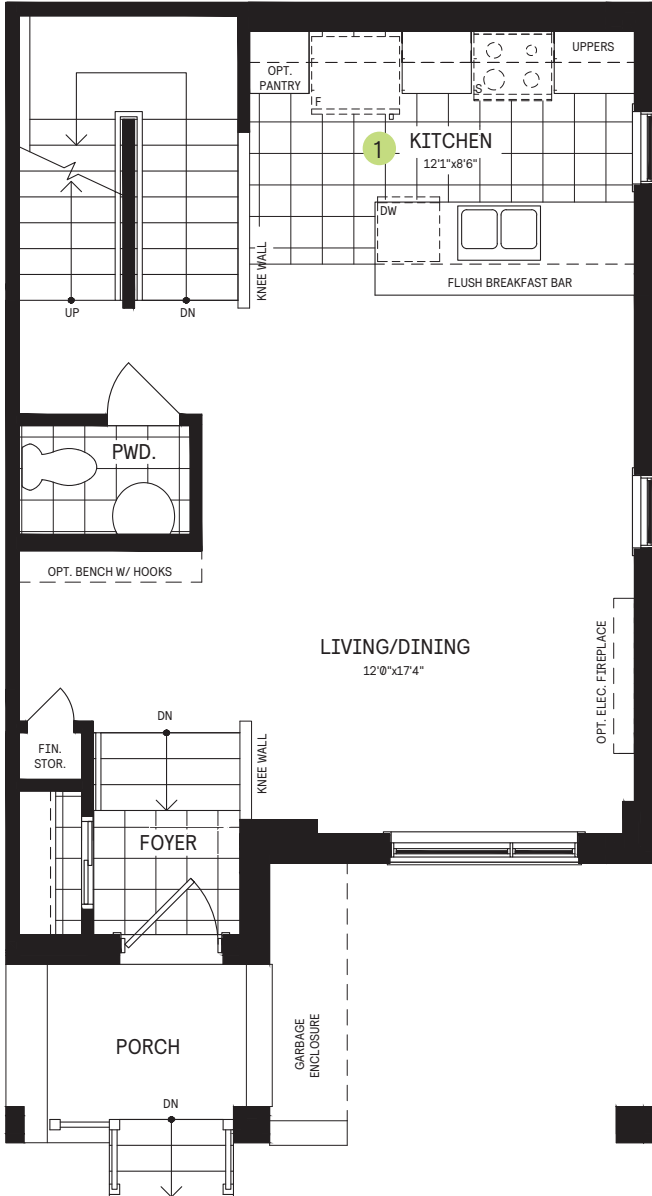 UPPERS
OPT.
PANTRY
F
S
1
KITCHEN
12'1"x8'6"
DW
KNEE WALL
FLUSH BREAKFAST BAR
UP
DN
PWD.
OPT. BENCH W/ HOOKS
LIVING/DINING
12'0"x17'4"
OPT. ELEC. FIREPLACE
DN
FIN.
STOR.
KNEE WALL
FOYER
PORCH
GARBAGE
ENCLOSURE
DN